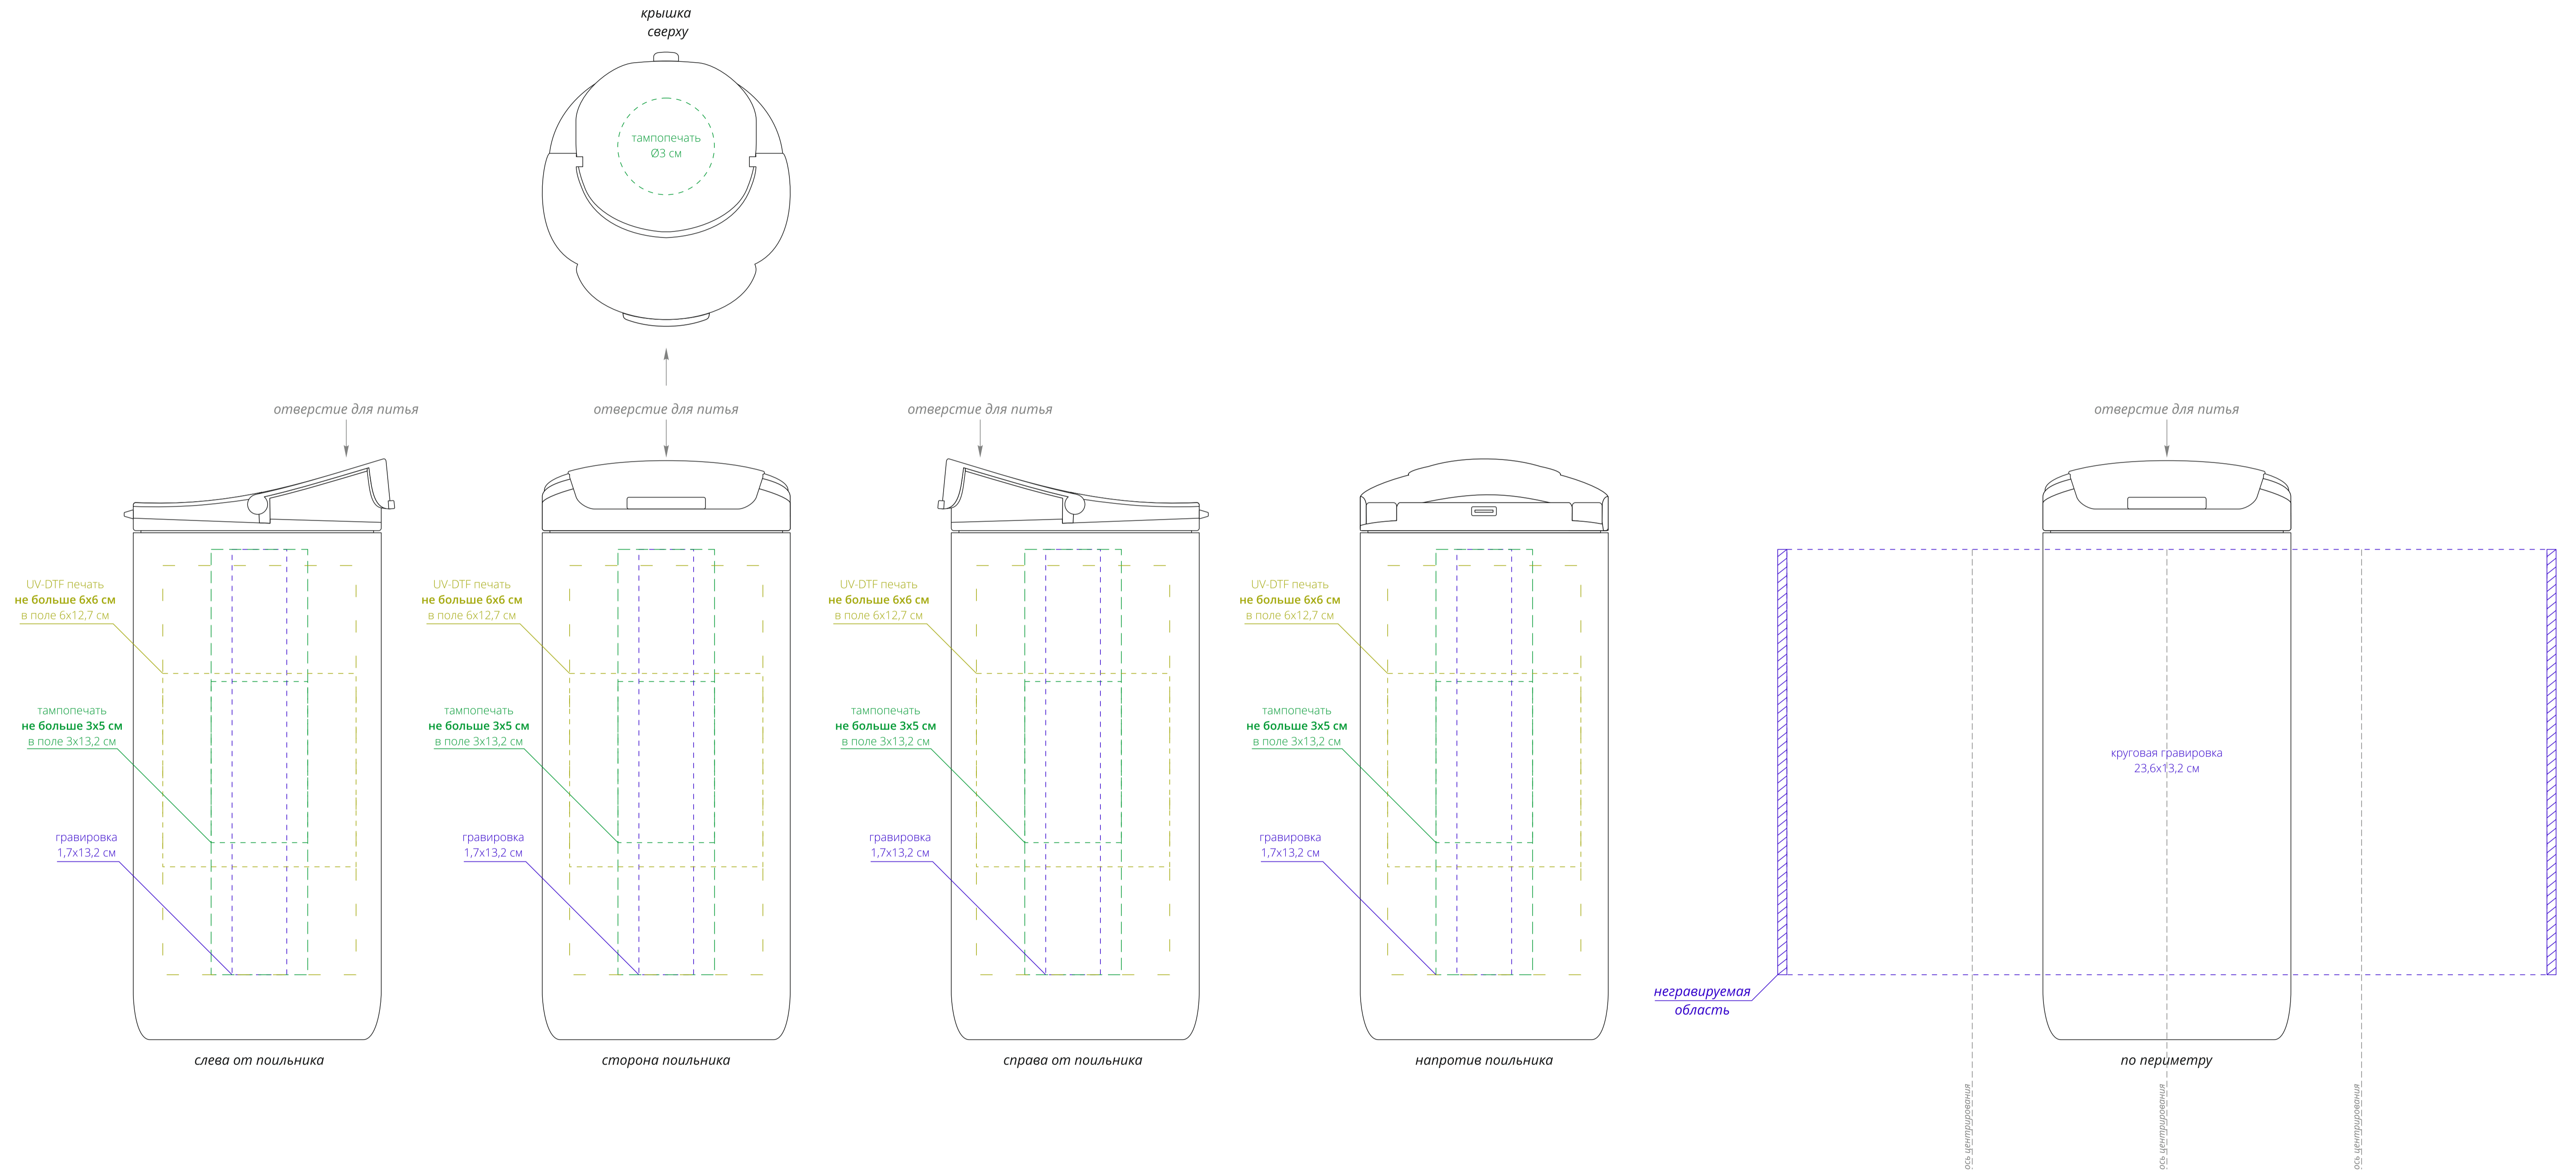 крышка
сверху
тампопечать
Ø3 см
отверстие для питья
отверстие для питья
отверстие для питья
отверстие для питья
UV-DTF печать
не больше 6х6 см
в поле 6х12,7 см
тампопечать
не больше 3х5 см
в поле 3х13,2 см
гравировка
1,7х13,2 см
слева от поильника
UV-DTF печать
не больше 6х6 см
в поле 6х12,7 см
тампопечать
не больше 3х5 см
в поле 3х13,2 см
гравировка
1,7х13,2 см
сторона поильника
UV-DTF печать
не больше 6х6 см
в поле 6х12,7 см
тампопечать
не больше 3х5 см
в поле 3х13,2 см
гравировка
1,7х13,2 см
справа от поильника
UV-DTF печать
не больше 6х6 см
в поле 6х12,7 см
тампопечать
не больше 3х5 см
в поле 3х13,2 см
гравировка
1,7х13,2 см
напротив поильника
круговая гравировка
23,6х13,2 см
негравируемая
область
по периметру
ось центрирования
ось центрирования
ось центрирования